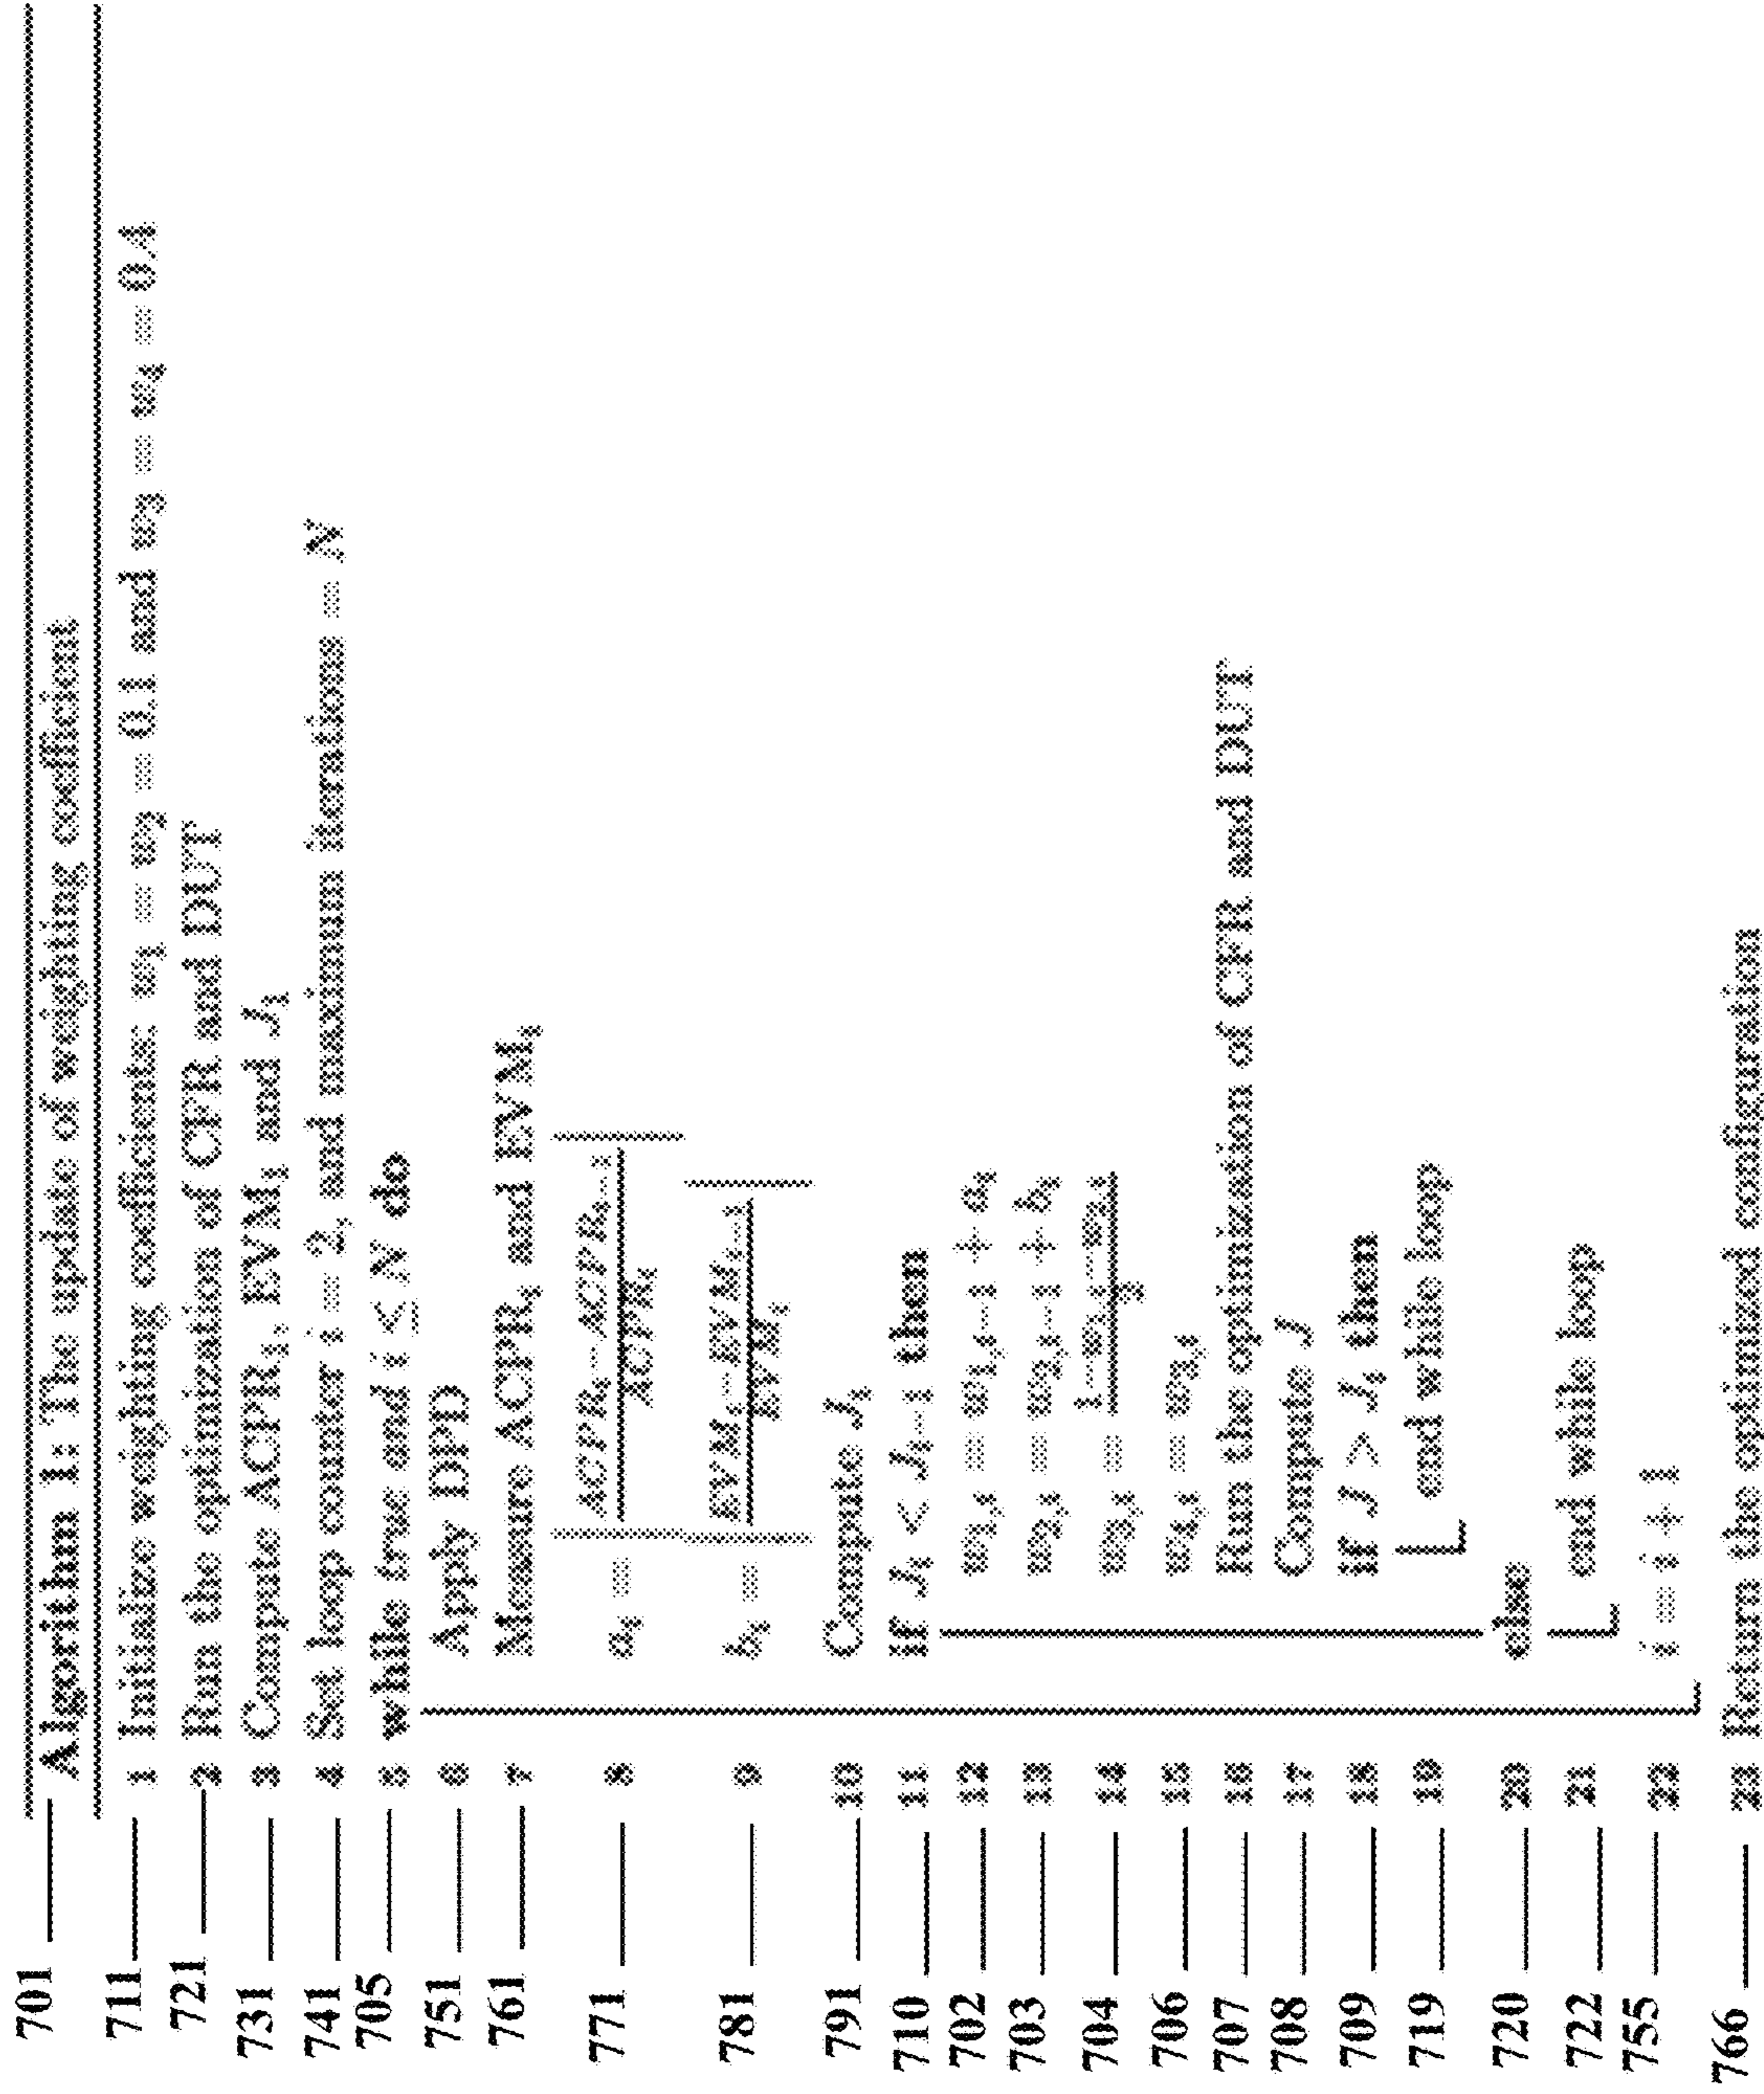 701 Algorithm 1: The update of weighting coefficient
711 1 Initialize weighting coefficients: w₁ = w₂ = 0.1 and w₃ = w₄ = 0.4
721 2 Run the optimization of CFR and DUT
731 3 Compute ACPR₁, EVM₁ and J₁
741 4 Set loop counter i = 2, and maximum iterations = N
705 5 while true and i ≤ N do
751 6 Apply DPD
761 7 Measure ACPRᵢ and EVMᵢ
771 8 aᵢ = |(ACPRᵢ−ACPRᵢ₋₁)/ACPRᵢ|
781 9 bᵢ = |(EVMᵢ−EVMᵢ₋₁)/EVMᵢ|
791 10 Compute Jᵢ
710 11 if Jᵢ < Jᵢ₋₁ then
702 12 w₁,ᵢ = w₁,ᵢ₋₁ + aᵢ
703 13 w₂,ᵢ = w₂,ᵢ₋₁ + bᵢ
704 14 w₃,ᵢ = (1−w₁,ᵢ−w₂,ᵢ)/2
706 15 w₄,ᵢ = w₃,ᵢ
707 16 Run the optimization of CFR and DUT
708 17 Compute J
709 18 if J > Jᵢ then
719 19 end while loop
720 20 else
722 21 end while loop
755 22 i = i + 1
766 23 Return the optimized configuration